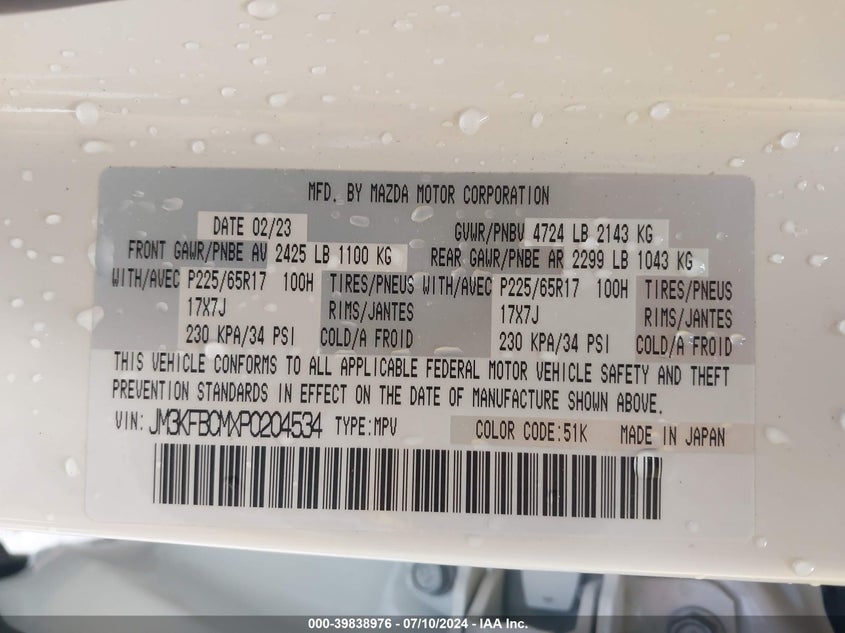 MFD. BY MAZDA MOTOR CORPORATION
DATE 02/23 GVWR/PNBV 4724 LB 2143 KG
FRONT GAWR/PNBE AV 2425 LB 1100 KG REAR GAWR/PNBE AR 2299 LB 1043 KG
WITH/AVEC P225/65R17 100H TIRES/PNEUS WITH/AVEC P225/65R17 100H TIRES/PNEUS
17X7J RIMS/JANTES 17X7J RIMS/JANTES
230 KPA/34 PSI COLD/A FROID 230 KPA/34 PSI COLD/A FROID
THIS VEHICLE CONFORMS TO ALL APPLICABLE FEDERAL MOTOR VEHICLE SAFETY AND THEFT
PREVENTION STANDARDS IN EFFECT ON THE DATE OF MANUFACTURE SHOWN ABOVE.
VIN: JM3KFBCMXP0204534 TYPE:MPV COLOR CODE:51K MADE IN JAPAN
000-39838976 - 07/10/2024 - IAA Inc.